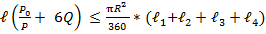 ℓ(P₀/P + 6Q) ≤ πR²/360 * (ℓ₁+ℓ₂ + ℓ₃ + ℓ₄)